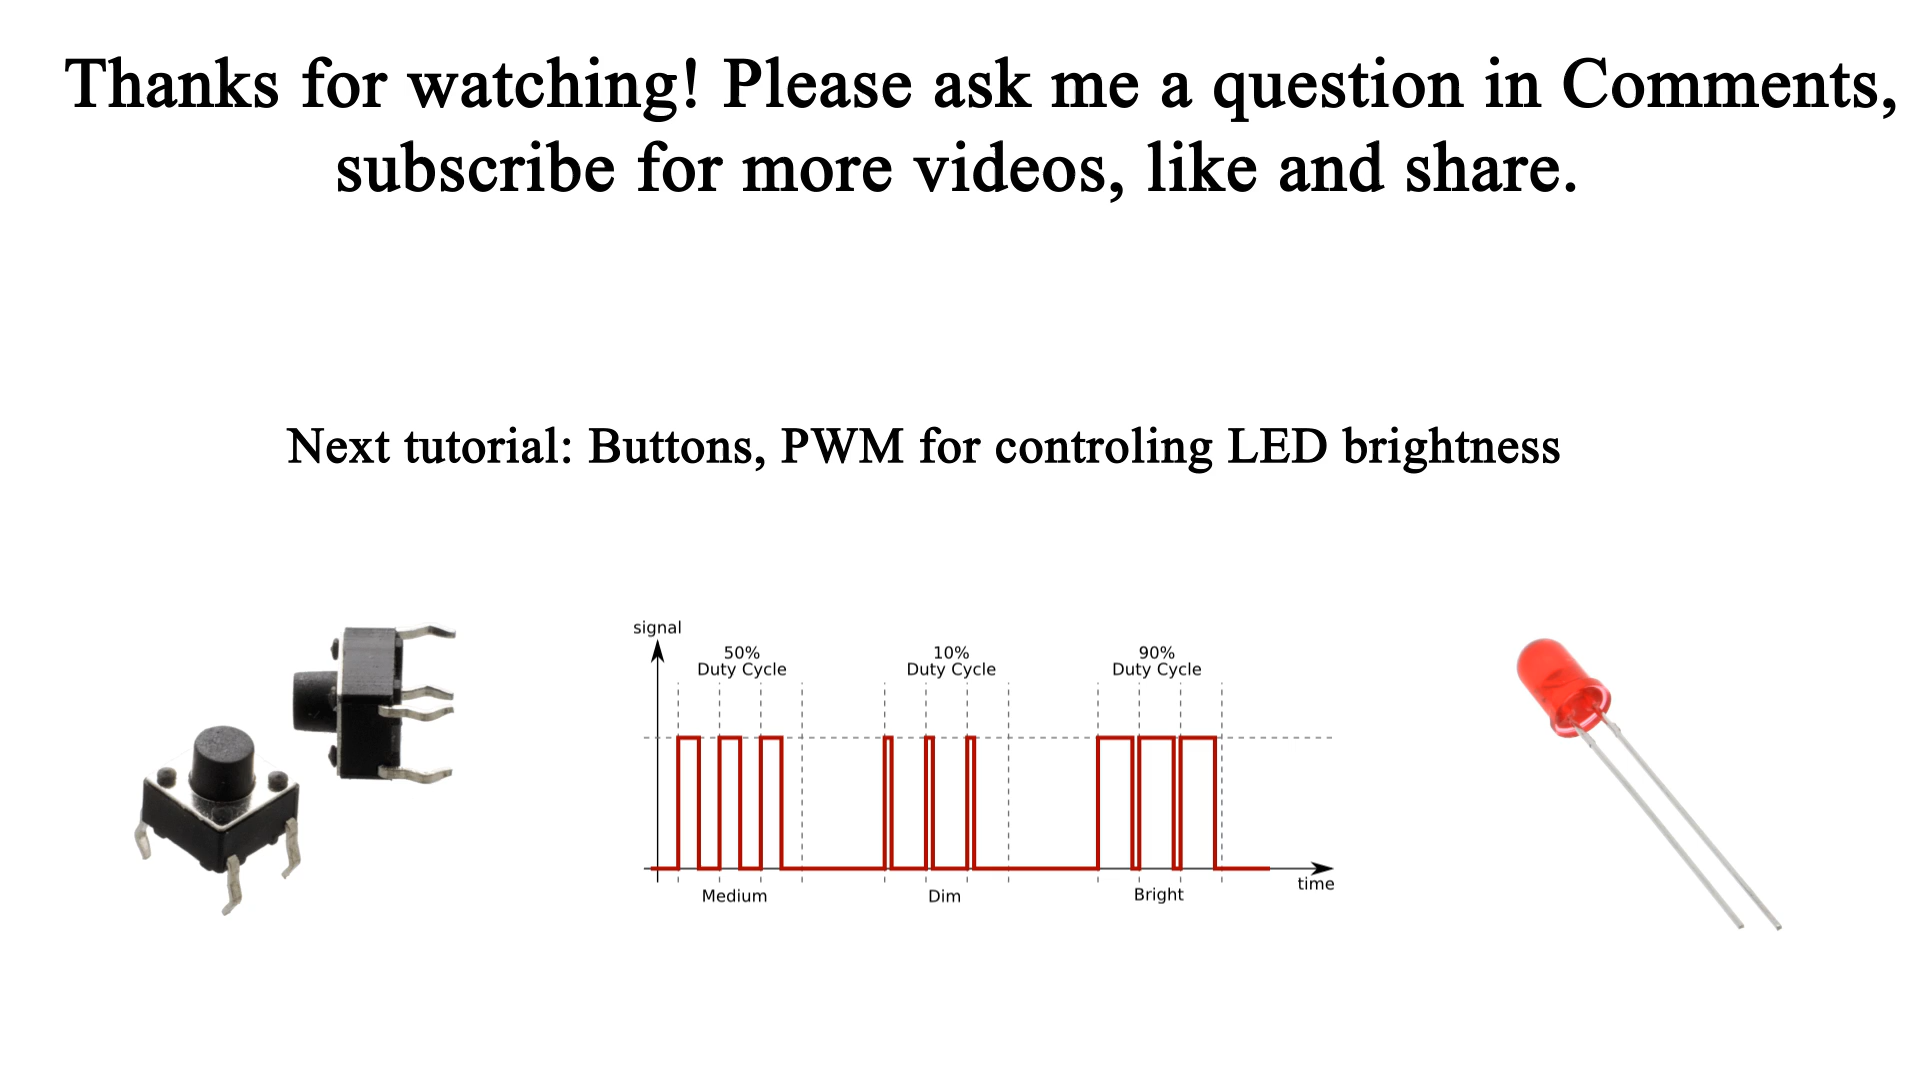 Thanks for watching! Please ask me a question in Comments,
subscribe for more videos, like and share.
Next tutorial: Buttons, PWM for controling LED brightness
signal
50%
Duty Cycle
10%
Duty Cycle
90%
Duty Cycle
time
Medium
Dim
Bright